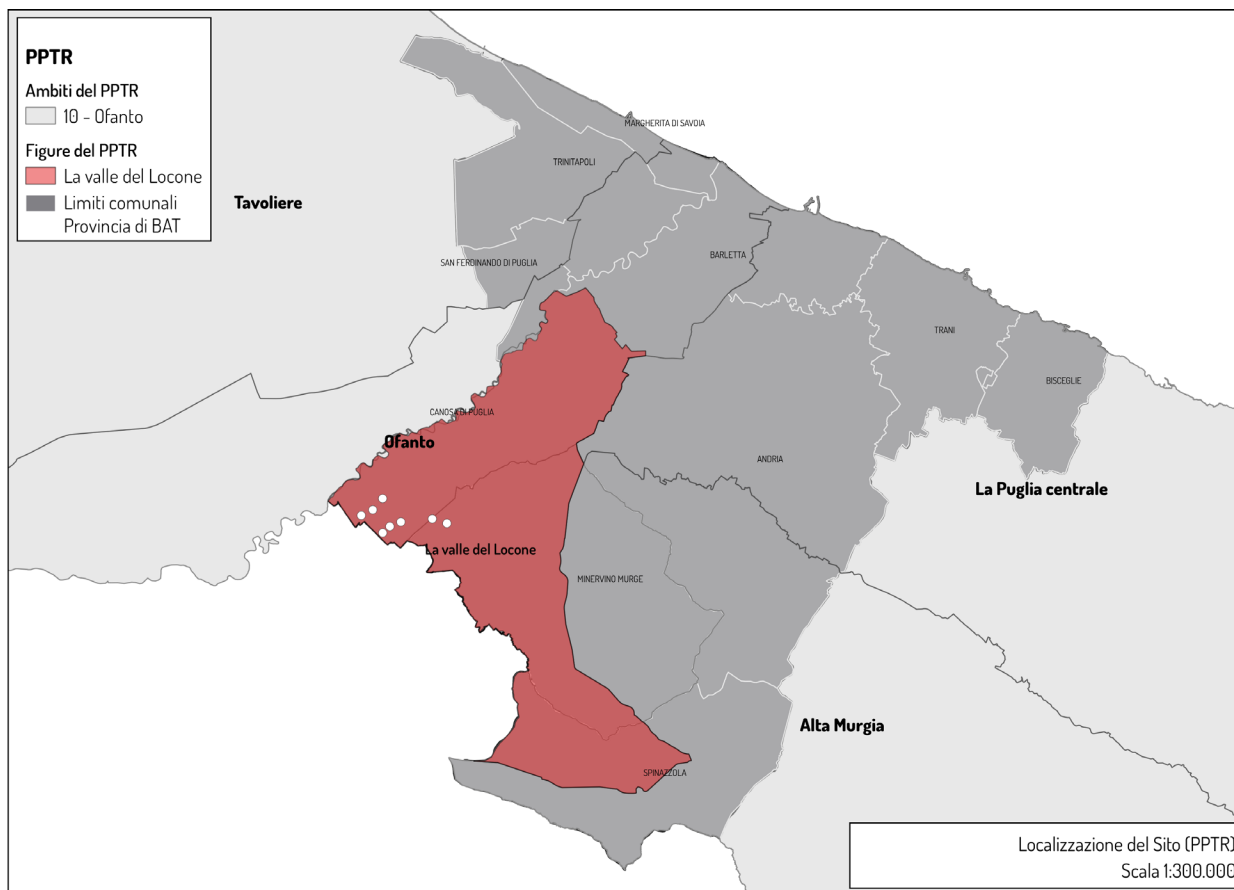 PPTR
Ambiti del PPTR
10 - Ofanto
Figure del PPTR
La valle del Locone
Limiti comunali
Provincia di BAT
MARGHERITA DI SAVOIA
TRINITAPOLI
Tavoliere
SAN FERDINANDO DI PUGLIA
BARLETTA
TRANI
BISCEGLIE
CANOSA DI PUGLIA
Ofanto
ANDRIA
La Puglia centrale
La valle del Locone
MINERVINO MURGE
Alta Murgia
SPINAZZOLA
Localizzazione del Sito (PPTR)
Scala 1:300.000